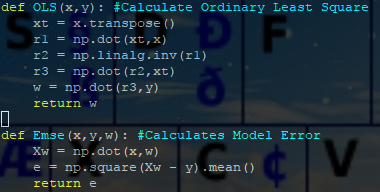 def OLS(x,y): #Calculate Ordinary Least Square
    xt = x.transpose()
    r1 = np.dot(xt,x)
    r2 = np.linalg.inv(r1)
    r3 = np.dot(r2,xt)
    w = np.dot(r3,y)
    return w
def Emse(x,y,w): #Calculates Model Error
    Xw = np.dot(x,w)
    e = np.square(Xw - y).mean()
    return e